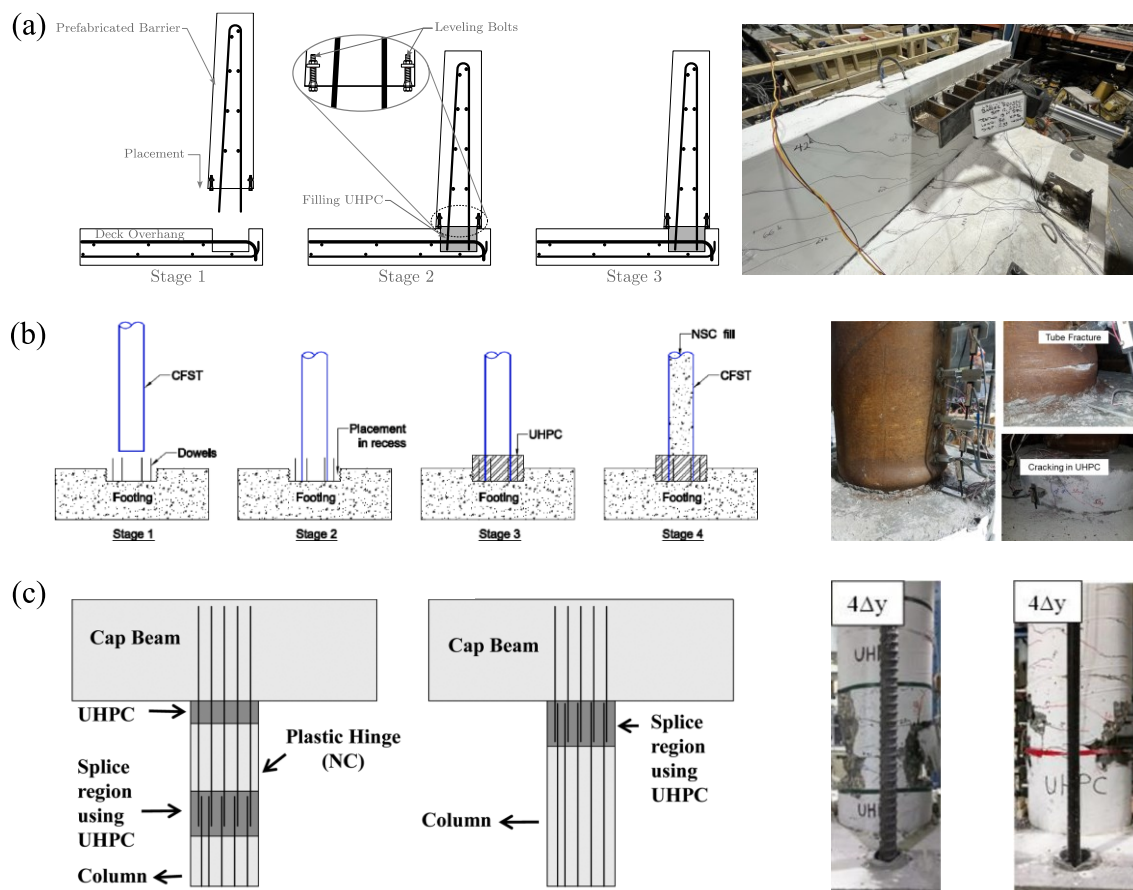 (a)
Prefabricated Barrier
Placement
Deck Overhang
Stage 1
Leveling Bolts
Filling UHPC
Stage 2
Stage 3
42
(b)
CFST
Dowels
Footing
Stage 1
Placement
in recess
Footing
Stage 2
UHPC
Footing
Stage 3
NSC fill
CFST
Footing
Stage 4
Tube Fracture
Cracking in UHPC
(c)
Cap Beam
UHPC
Plastic Hinge
(NC)
Splice
region
using
UHPC
Column
Cap Beam
Splice
region
using
UHPC
Column
4Δy
4Δy
UHPC